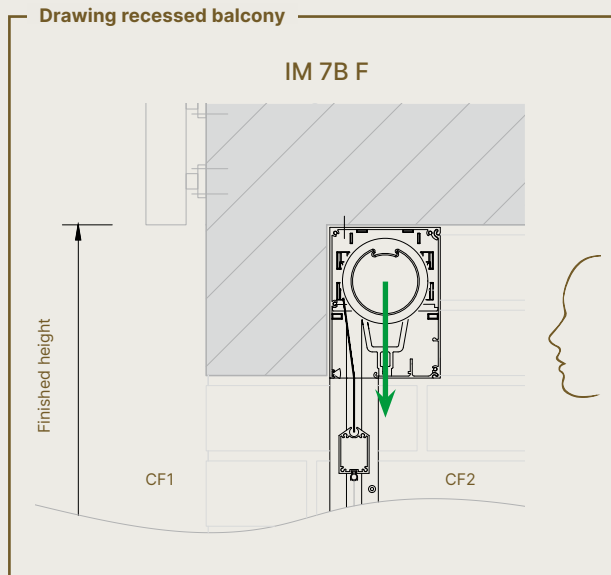 Drawing recessed balcony
IM 7B F
Finished height
CF1
CF2